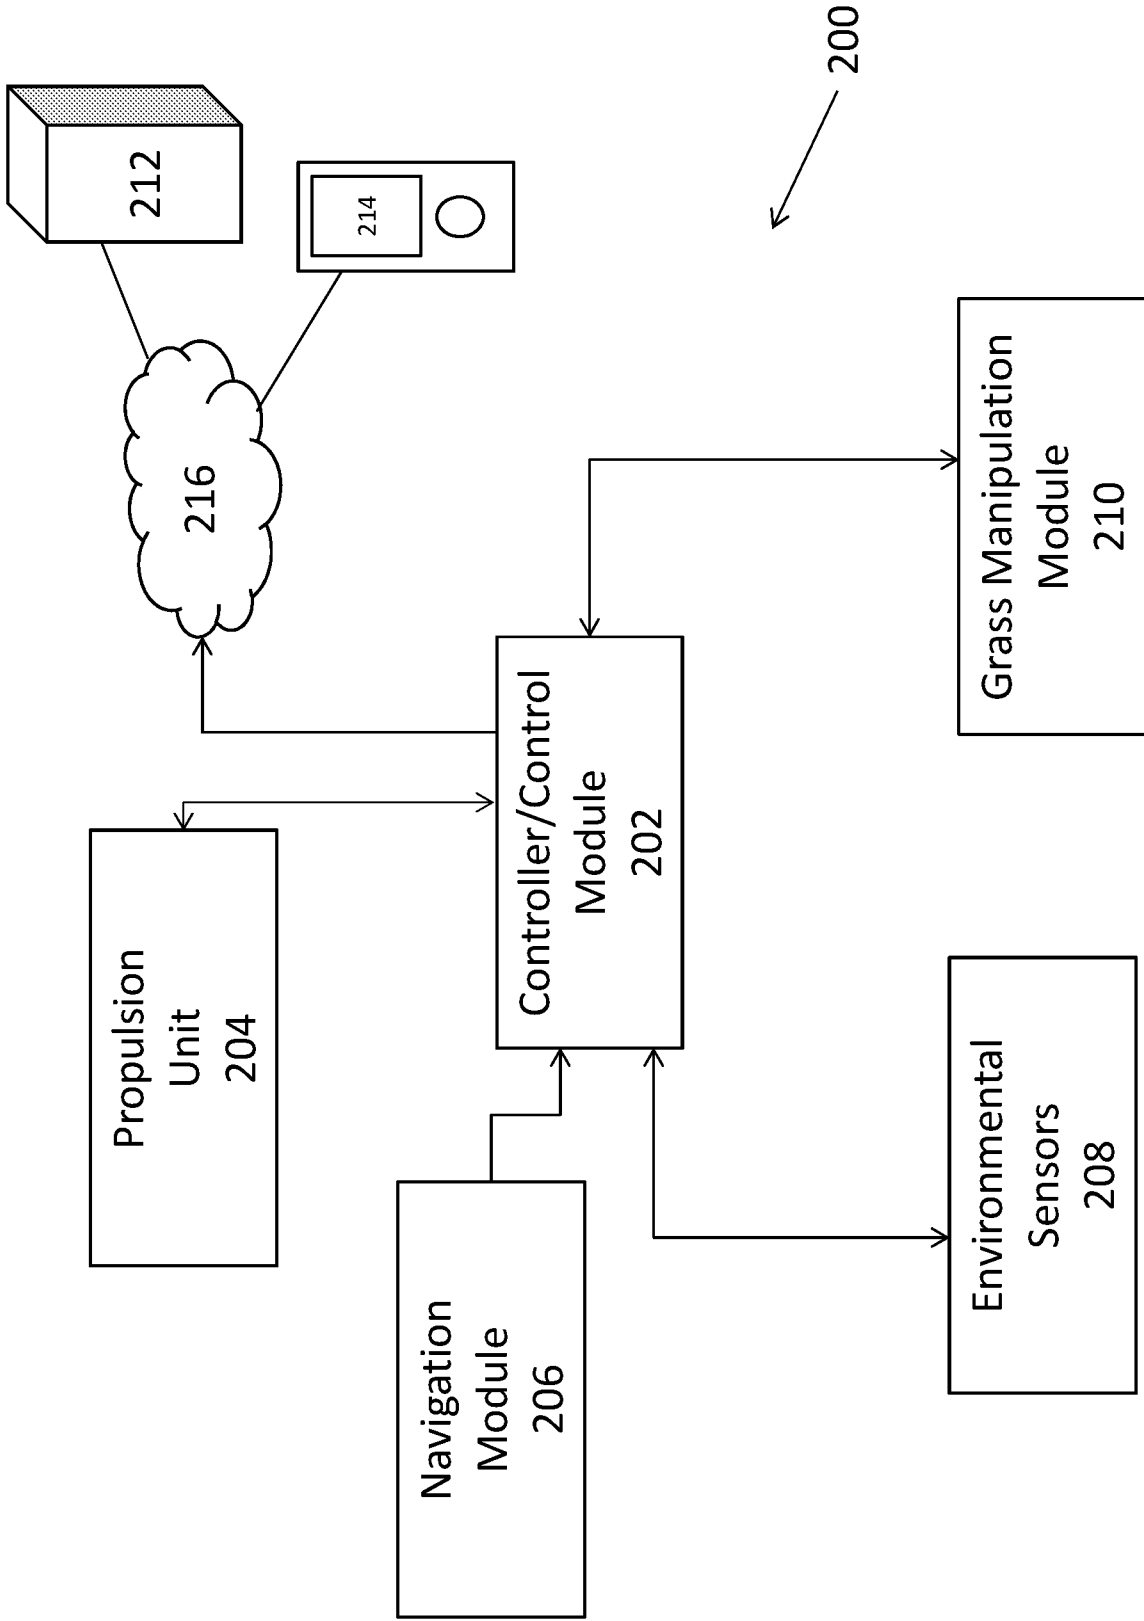 Propulsion
Unit
204
216
212
214
Navigation
Module
206
Controller/Control
Module
202
200
Environmental
Sensors
208
Grass Manipulation
Module
210